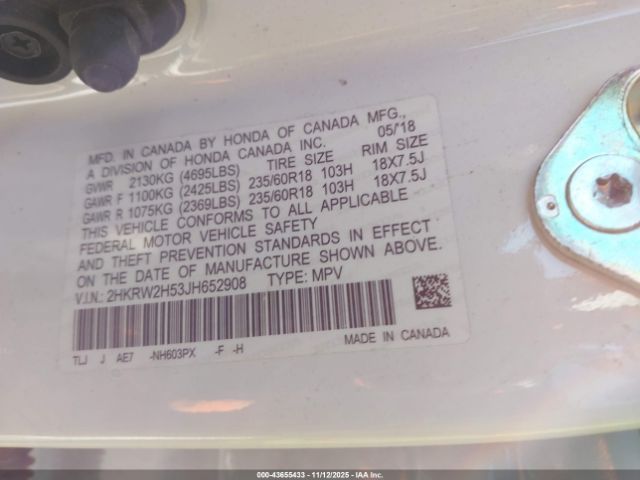 MFD. IN CANADA BY HONDA OF CANADA MFG.,
A DIVISION OF HONDA CANADA INC. 05/'18
GVWR 2130KG (4695LBS) TIRE SIZE RIM SIZE
GAWR F 1100KG (2425LBS) 235/60R18 103H 18X7.5J
GAWR R 1075KG (2369LBS) 235/60R18 103H 18X7.5J
THIS VEHICLE CONFORMS TO ALL APPLICABLE
FEDERAL MOTOR VEHICLE SAFETY
AND THEFT PREVENTION STANDARDS IN EFFECT
ON THE DATE OF MANUFACTURE SHOWN ABOVE.
V.I.N.: 2HKRW2H53JH652908 TYPE: MPV
TLJ J AE7 -NH603PX -F -H MADE IN CANADA
000-43655433 - 11/12/2025 - IAA Inc.